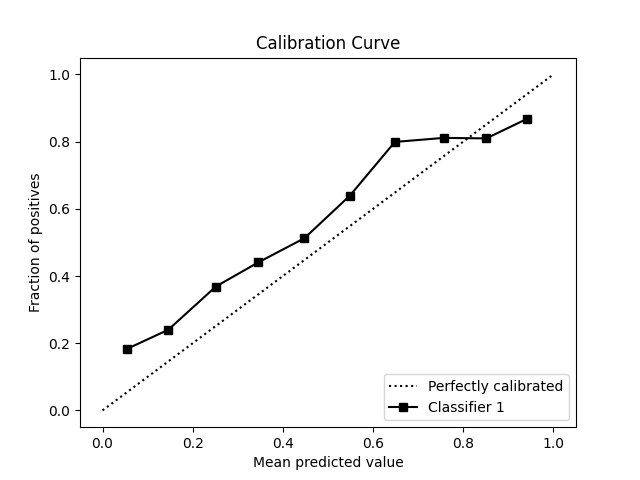 Calibration Curve
1.0
0.8
0.6
0.4
0.2
0.0
Fraction of positives
Perfectly calibrated
Classifier 1
0.0 0.2 0.4 0.6 0.8 1.0
Mean predicted value